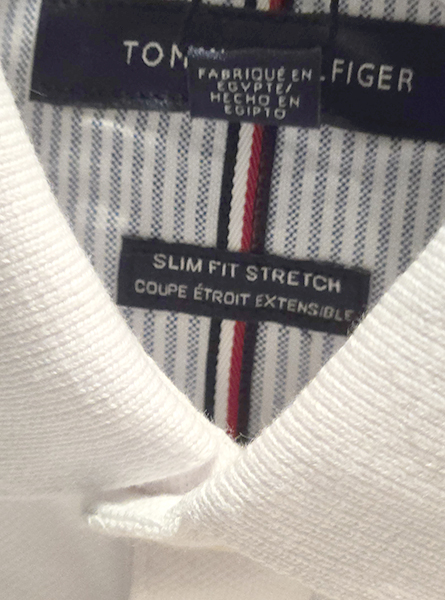 TOM FIGER
FABRIQUÉ EN
EGYPTE/
HECHO EN
EGIPTO
SLIM FIT STRETCH
COUPE ÉTROIT EXTENSIBLE